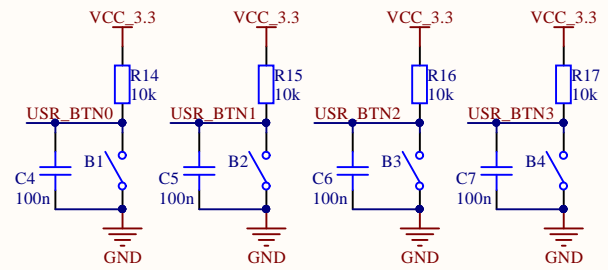 VCC_3.3 VCC_3.3 VCC_3.3 VCC_3.3
R14 R15 R16 R17
10k 10k 10k 10k
USR_BTN0 USR_BTN1 USR_BTN2 USR_BTN3
B1 B2 B3 B4
C4 C5 C6 C7
100n 100n 100n 100n
GND GND GND GND